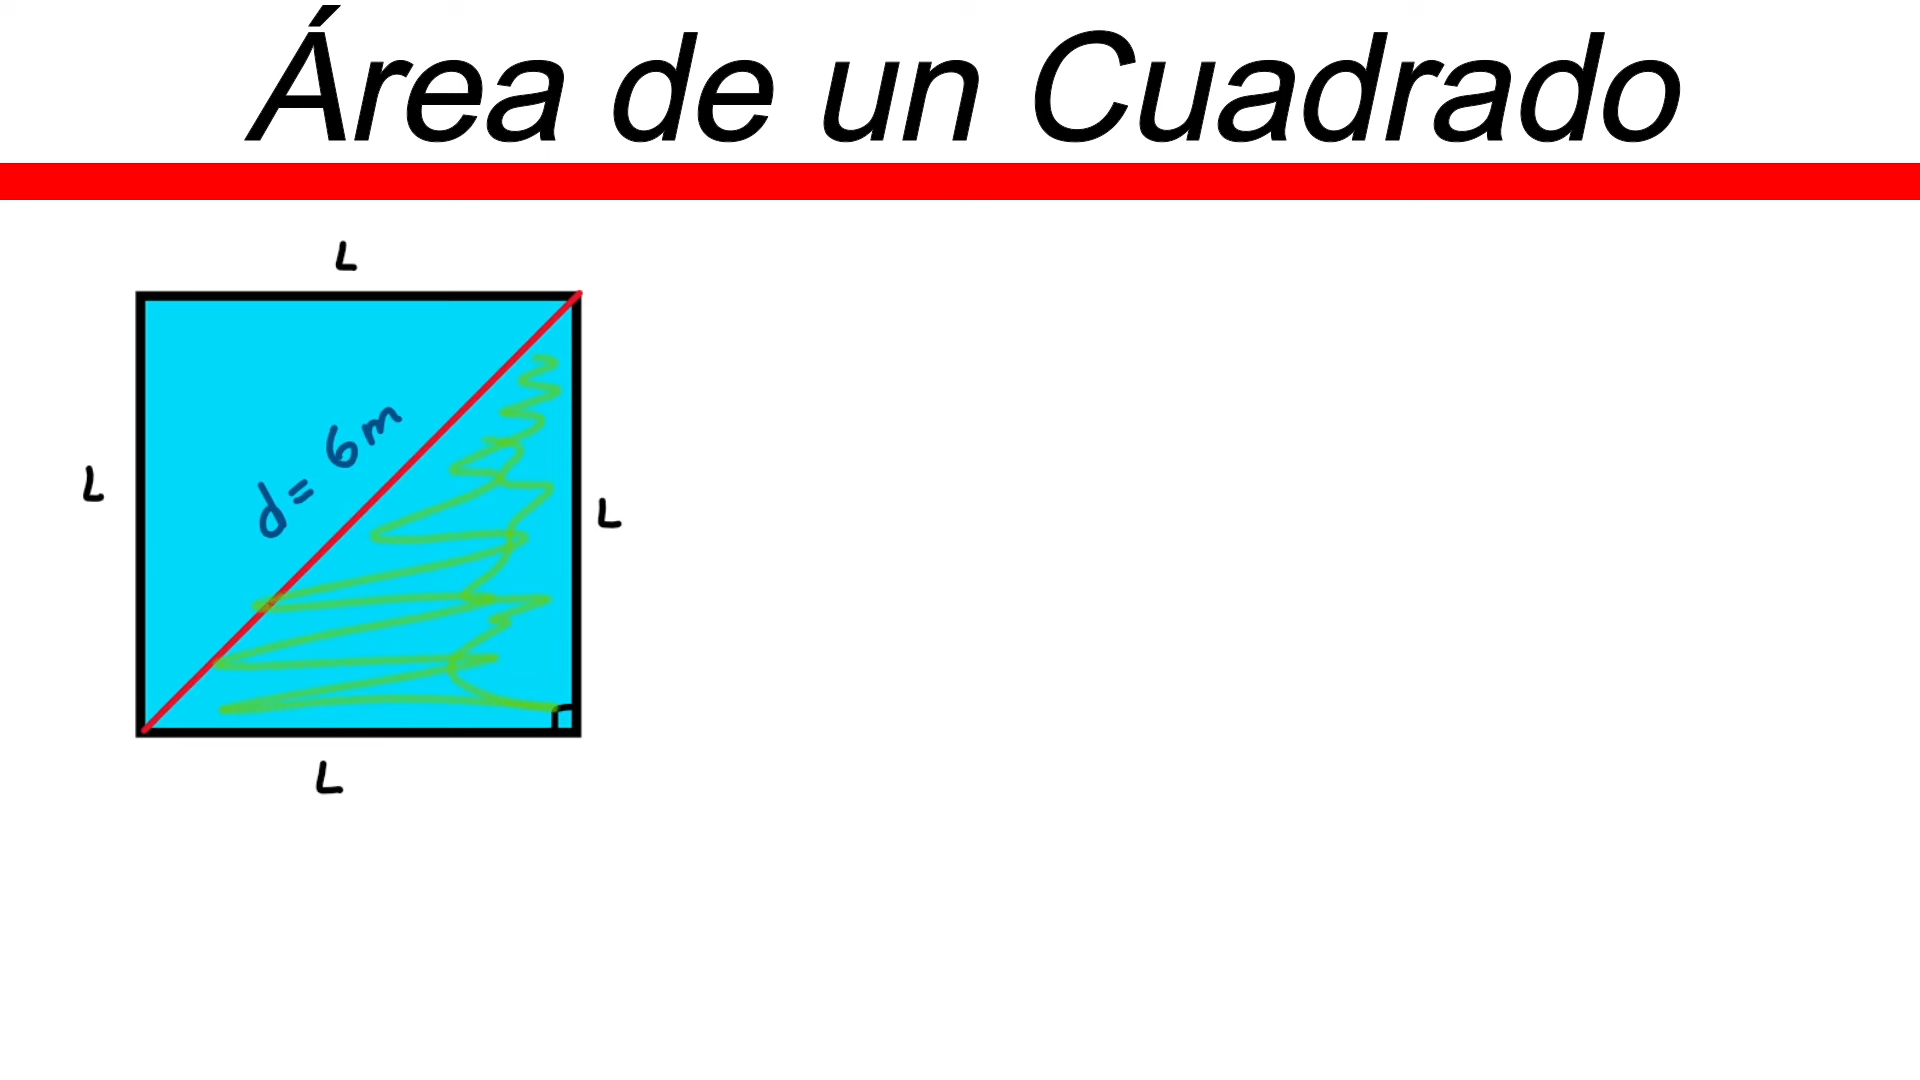 Área de un Cuadrado
L
d = 6m
L
L
L